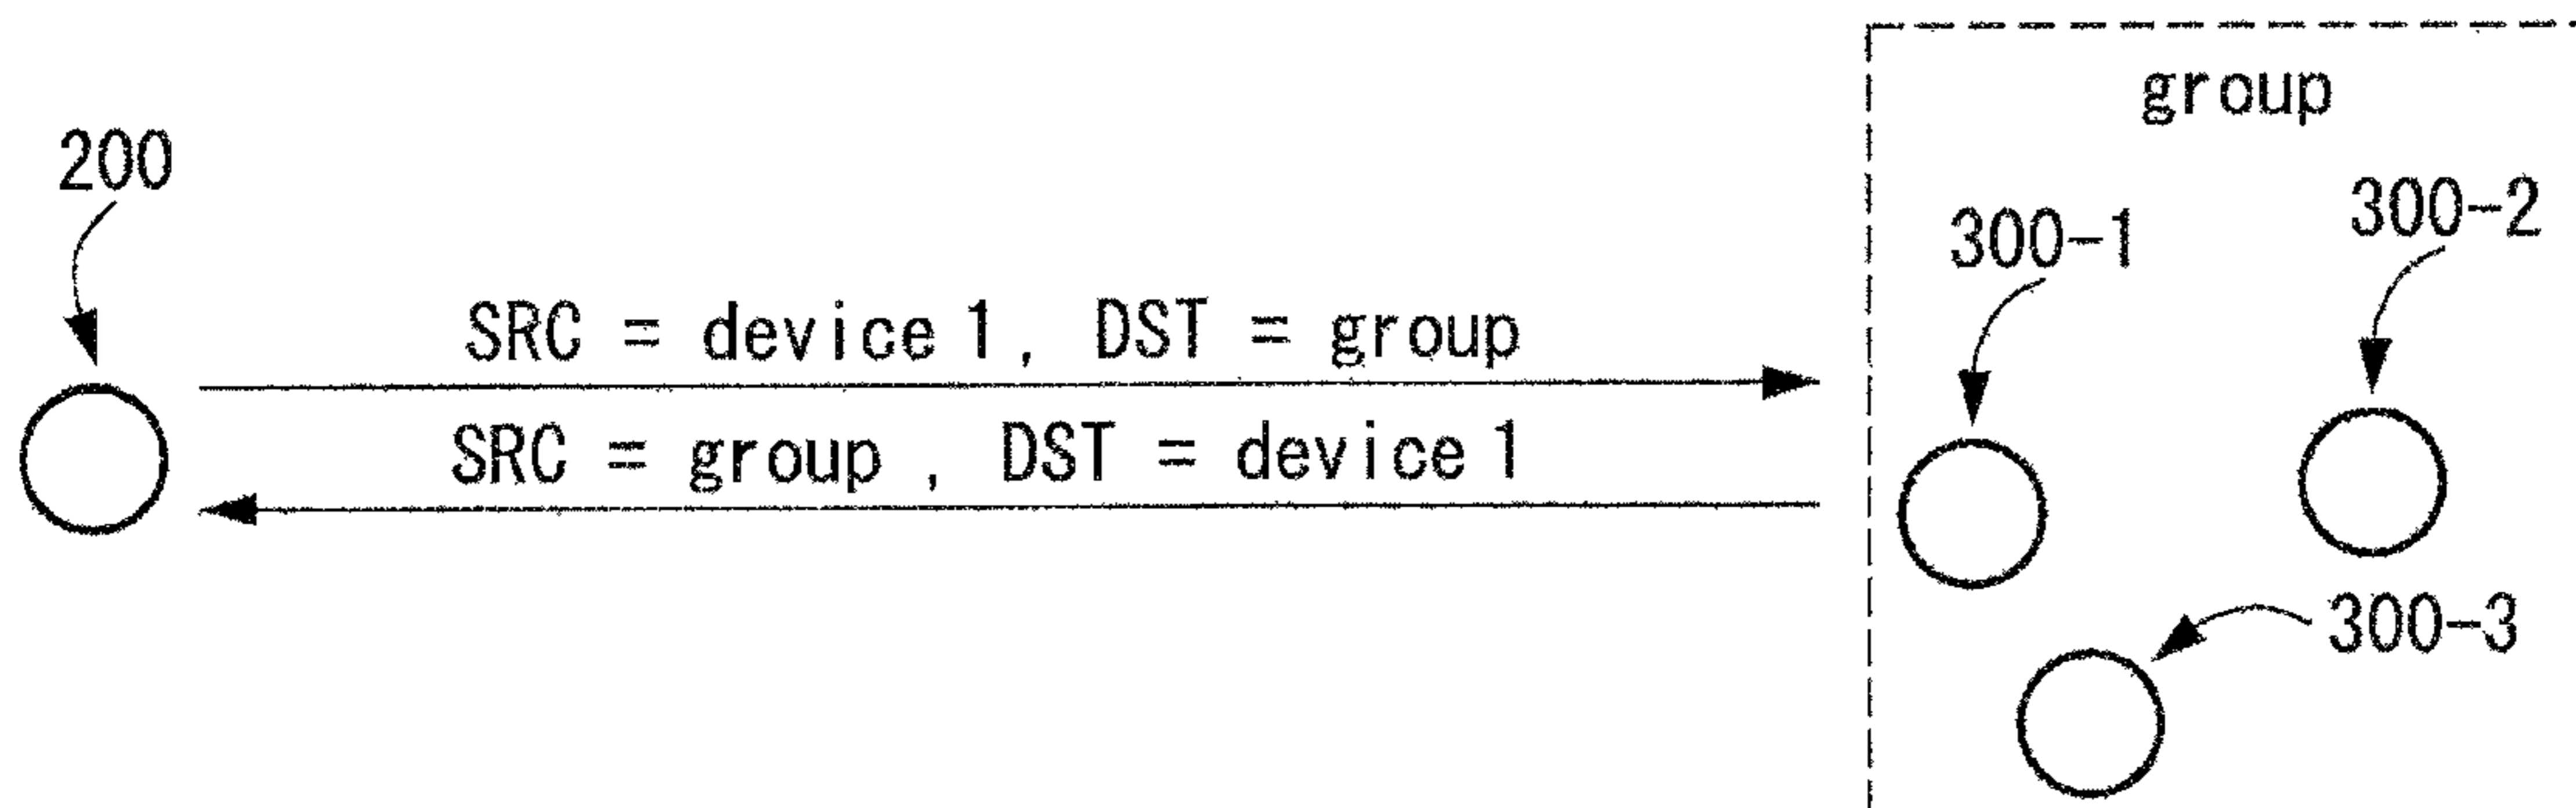 group
200
300-1
300-2
SRC = device 1, DST = group
SRC = group , DST = device 1
300-3